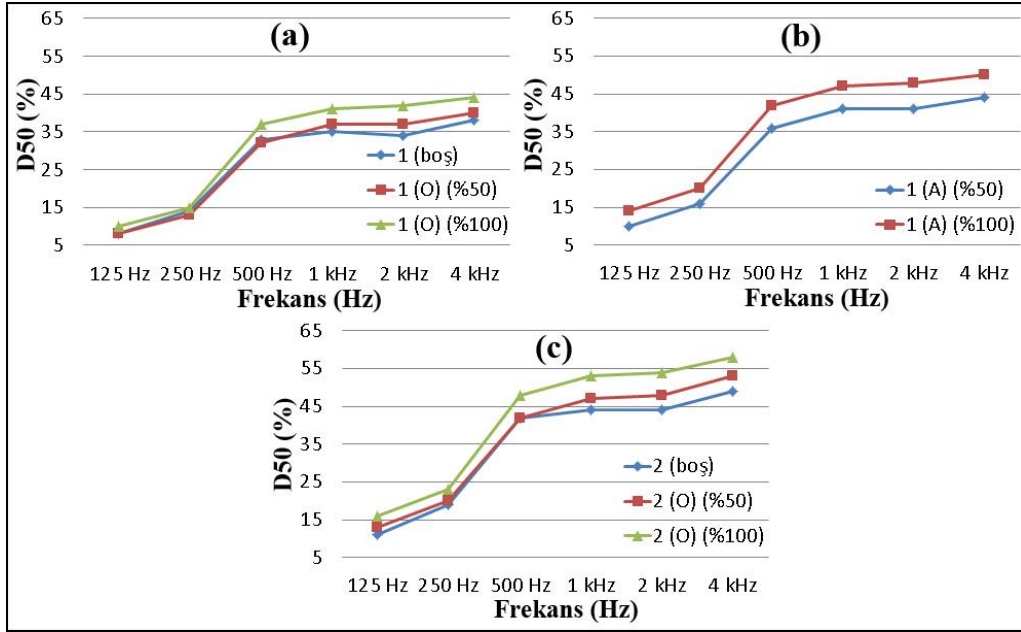 (a)
D50 (%)
65
55
45
35
25
15
5
1 (boş)
1 (O) (%50)
1 (O) (%100)
125 Hz 250 Hz 500 Hz 1 kHz 2 kHz 4 kHz
Frekans (Hz)
(b)
D50 (%)
65
55
45
35
25
15
5
1 (A) (%50)
1 (A) (%100)
125 Hz 250 Hz 500 Hz 1 kHz 2 kHz 4 kHz
Frekans (Hz)
(c)
D50 (%)
65
55
45
35
25
15
5
2 (boş)
2 (O) (%50)
2 (O) (%100)
125 Hz 250 Hz 500 Hz 1 kHz 2 kHz 4 kHz
Frekans (Hz)